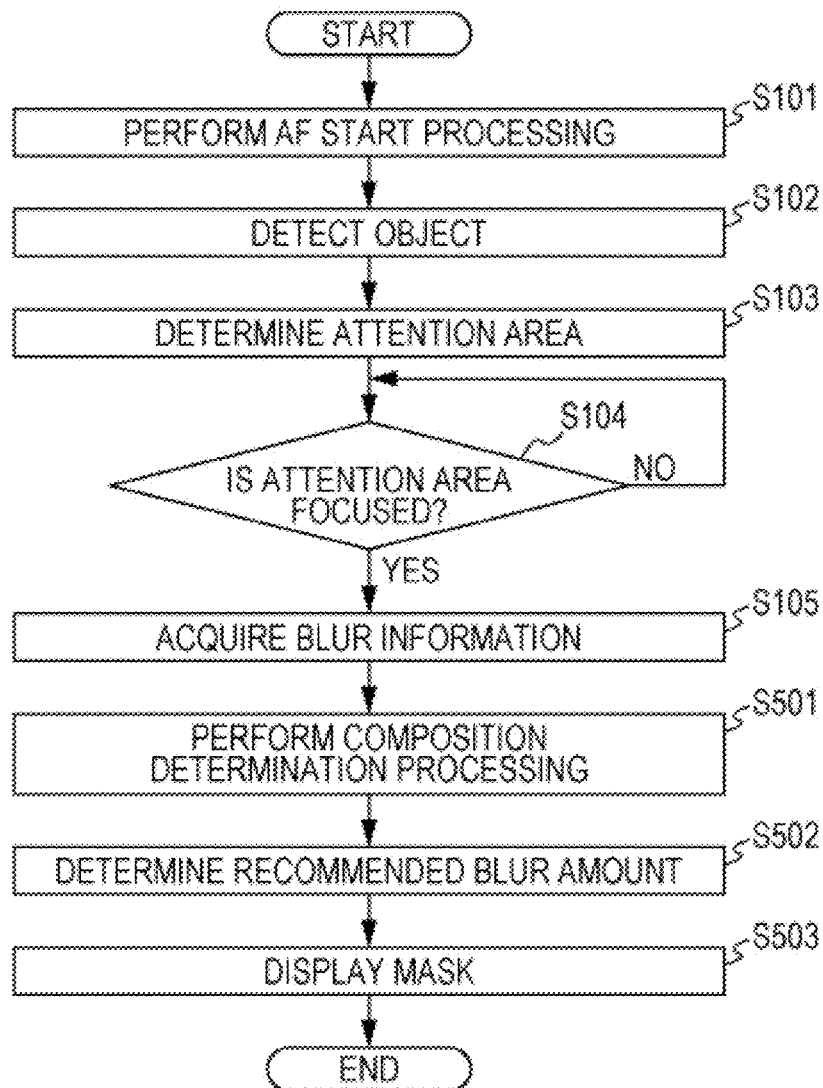 START
S101
PERFORM AF START PROCESSING
S102
DETECT OBJECT
S103
DETERMINE ATTENTION AREA
S104
IS ATTENTION AREA
FOCUSED?
NO
YES
S105
ACQUIRE BLUR INFORMATION
S501
PERFORM COMPOSITION
DETERMINATION PROCESSING
S502
DETERMINE RECOMMENDED BLUR AMOUNT
S503
DISPLAY MASK
END